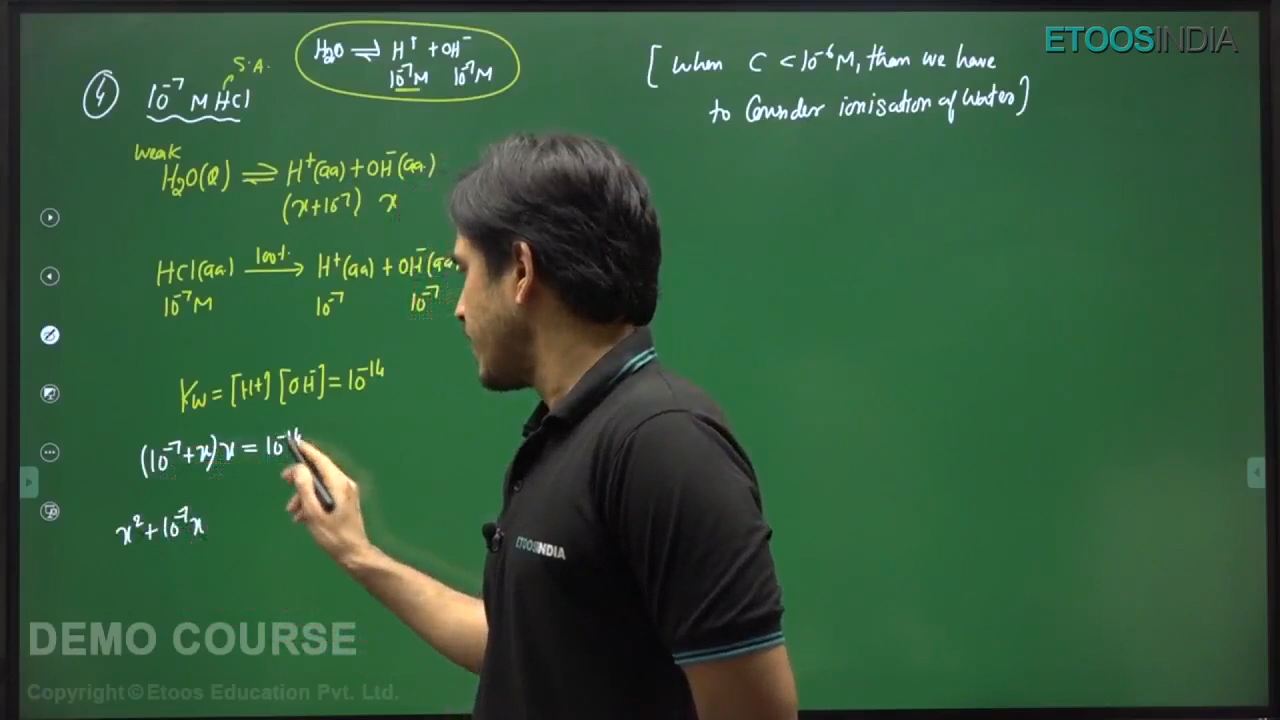 ETOOSINDIA
H₂O ⇌ H⁺ + OH⁻
10⁻⁷M 10⁻⁷M
[When C < 10⁻⁶M, then we have
to Consider ionisation of Water]
S.A.
④ 10⁻⁷ M HCl
Weak
H₂O(l) ⇌ H⁺(aq) + OH⁻(aq.)
(x+10⁻⁷) x
HCl(aq.) 100% → H⁺(aq) + OH⁻(aq
10⁻⁷M 10⁻⁷ 10⁻⁷
Kw = [H+] [OH⁻] = 10⁻¹⁴
(10⁻⁷+x)x = 10⁻¹⁴
x² + 10⁻⁷x
ETOOSINDIA
DEMO COURSE
Copyright © Etoos Education Pvt. Ltd.